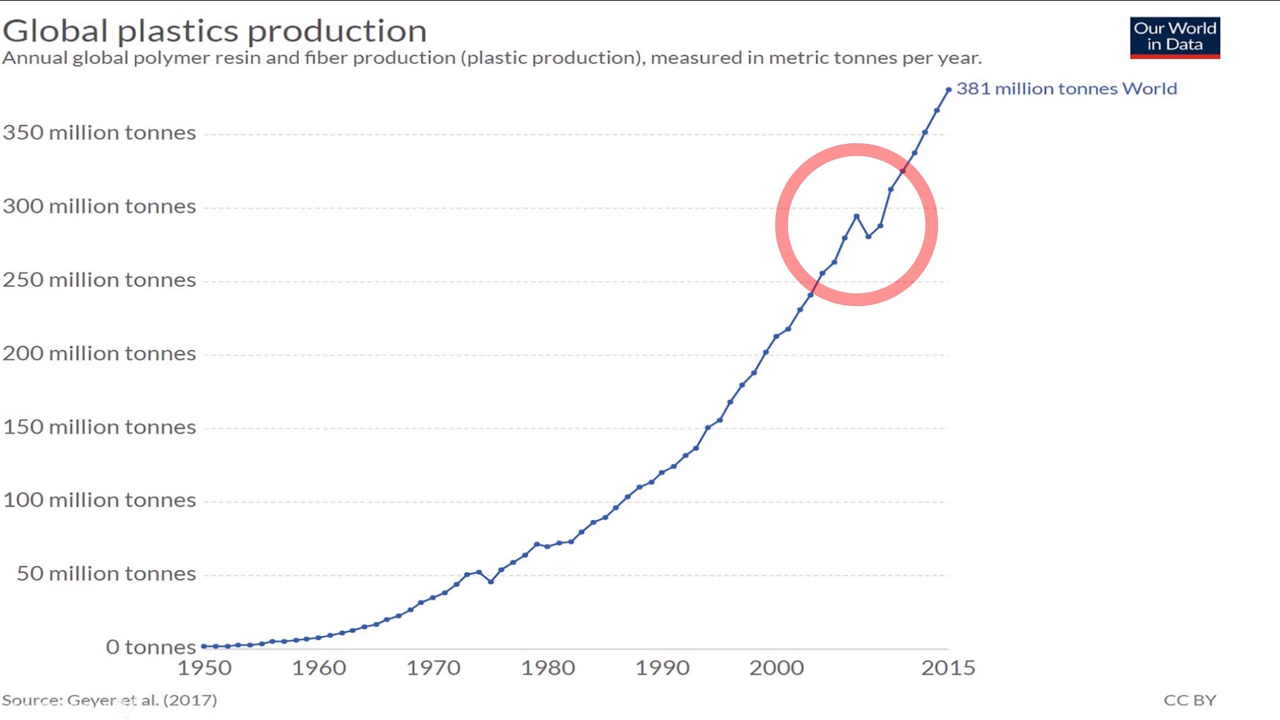 Global plastics production
Our World
in Data
Annual global polymer resin and fiber production (plastic production), measured in metric tonnes per year.
381 million tonnes World
350 million tonnes
300 million tonnes
250 million tonnes
200 million tonnes
150 million tonnes
100 million tonnes
50 million tonnes
0 tonnes
1950 1960 1970 1980 1990 2000 2015
Source: Geyer et al. (2017) CC BY